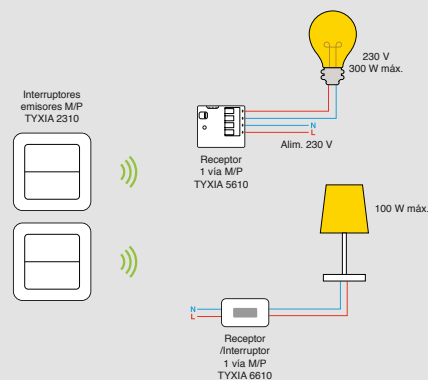 Interruptores
emisores M/P
TYXIA 2310
230 V
300 W máx.
N
L
Alim. 230 V
Receptor
1 vía M/P
TYXIA 5610
100 W máx.
N
L
Receptor
/Interruptor
1 vía M/P
TYXIA 6610